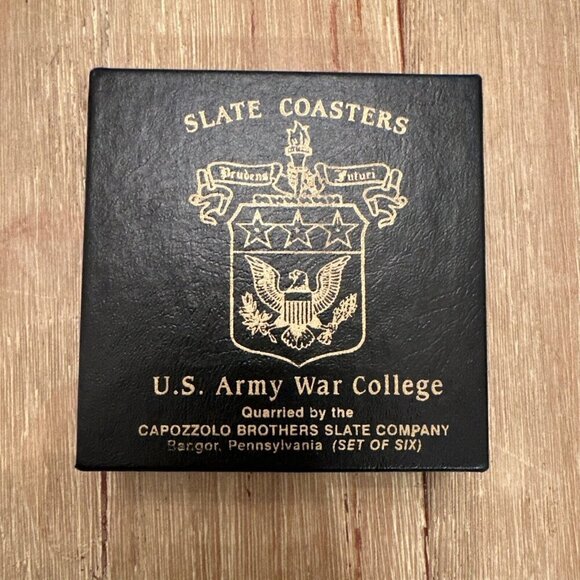 SLATE COASTERS
Prudens Futuri
U.S. Army War College
Quarried by the
CAPOZZOLO BROTHERS SLATE COMPANY
Bangor, Pennsylvania (SET OF SIX)